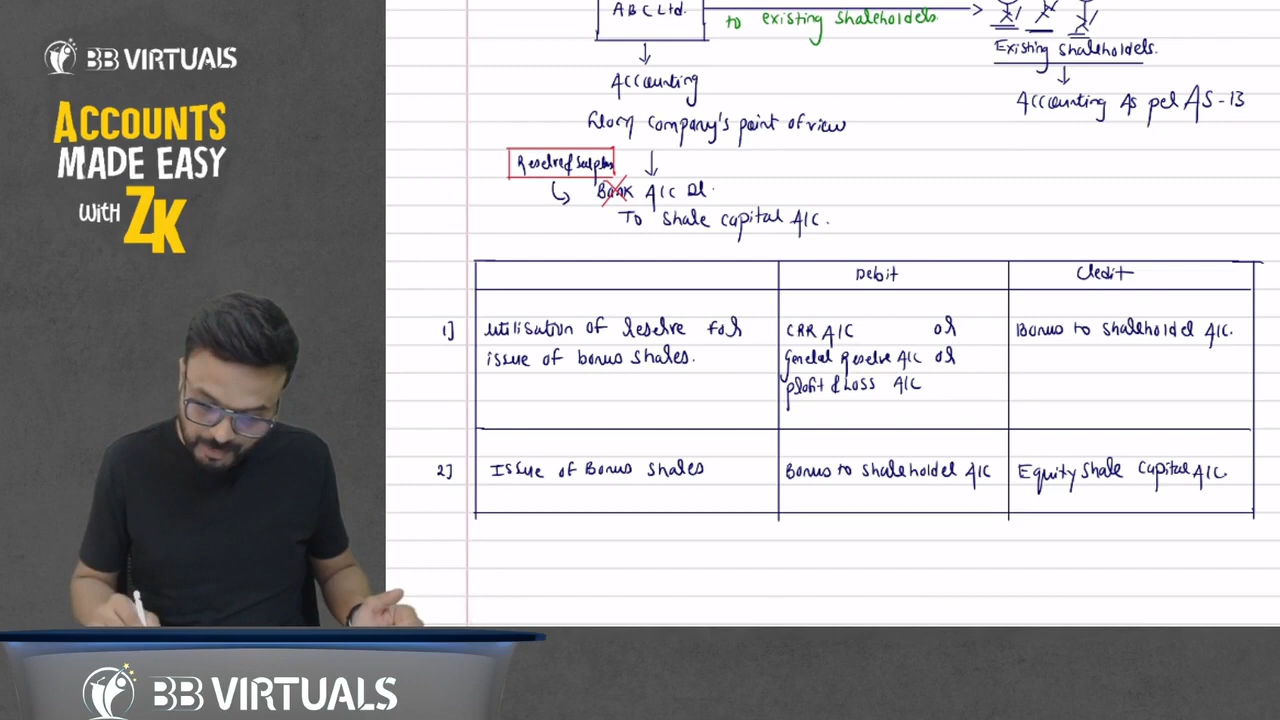 BB VIRTUALS
ACCOUNTS
MADE EASY
WITH ZK
ABC Ltd.
to existing shareholders
Existing shareholders.
Accounting
Accounting As per AS-13
from company's point of view
Reserve & Surplus
Bank A/C Dr.
To Share capital A/C.
Debit
Credit
1] utilisation of reserve for
issue of bonus shares.
CRR A/C or
General Reserve A/C or
profit & Loss A/C
Bonus to shareholder A/C.
2] Issue of Bonus shares
Bonus to shareholder A/C
Equity share capital A/C.
BB VIRTUALS